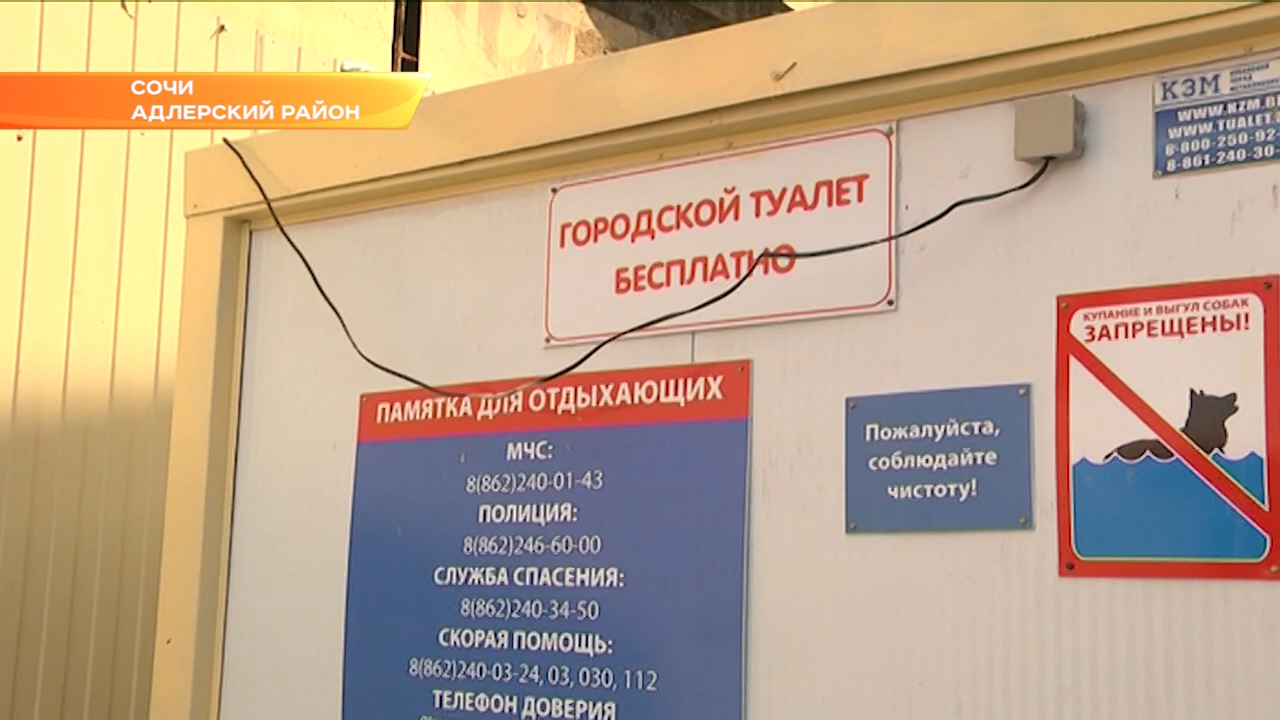 СОЧИ
АДЛЕРСКИЙ РАЙОН
КЗМ
WWW.KZM.
WWW.TUALET.
8-800-250-92-
8-861-240-30-
ГОРОДСКОЙ ТУАЛЕТ
БЕСПЛАТНО
КУПАНИЕ И ВЫГУЛ СОБАК
ЗАПРЕЩЕНЫ!
ПАМЯТКА ДЛЯ ОТДЫХАЮЩИХ
МЧС:
8(862)240-01-43
ПОЛИЦИЯ:
8(862)246-60-00
СЛУЖБА СПАСЕНИЯ:
8(862)240-34-50
СКОРАЯ ПОМОЩЬ:
8(862)240-03-24, 03, 030, 112
ТЕЛЕФОН ДОВЕРИЯ
Пожалуйста,
соблюдайте
чистоту!